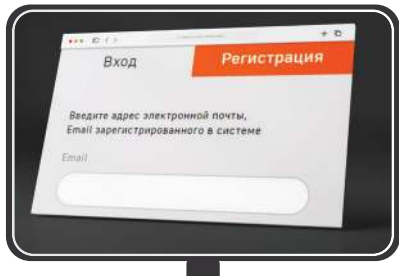 Вход
Регистрация
Введите адрес электронной почты,
Email зарегистрированного в системе
Email